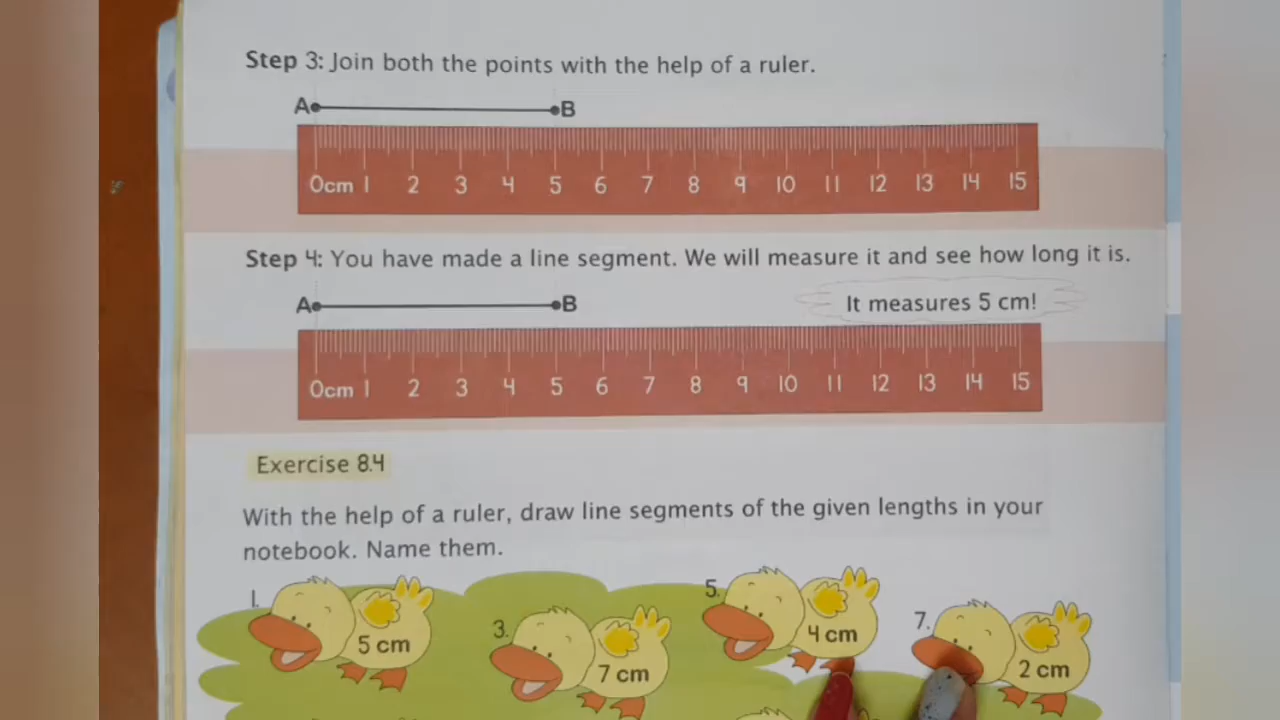 Step 3: Join both the points with the help of a ruler.
A B
0cm 1 2 3 4 5 6 7 8 9 10 11 12 13 14 15
Step 4: You have made a line segment. We will measure it and see how long it is.
A B
It measures 5 cm!
0cm 1 2 3 4 5 6 7 8 9 10 11 12 13 14 15
Exercise 8.4
With the help of a ruler, draw line segments of the given lengths in your
notebook. Name them.
1. 5 cm
3. 7 cm
5. 4 cm
7. 2 cm